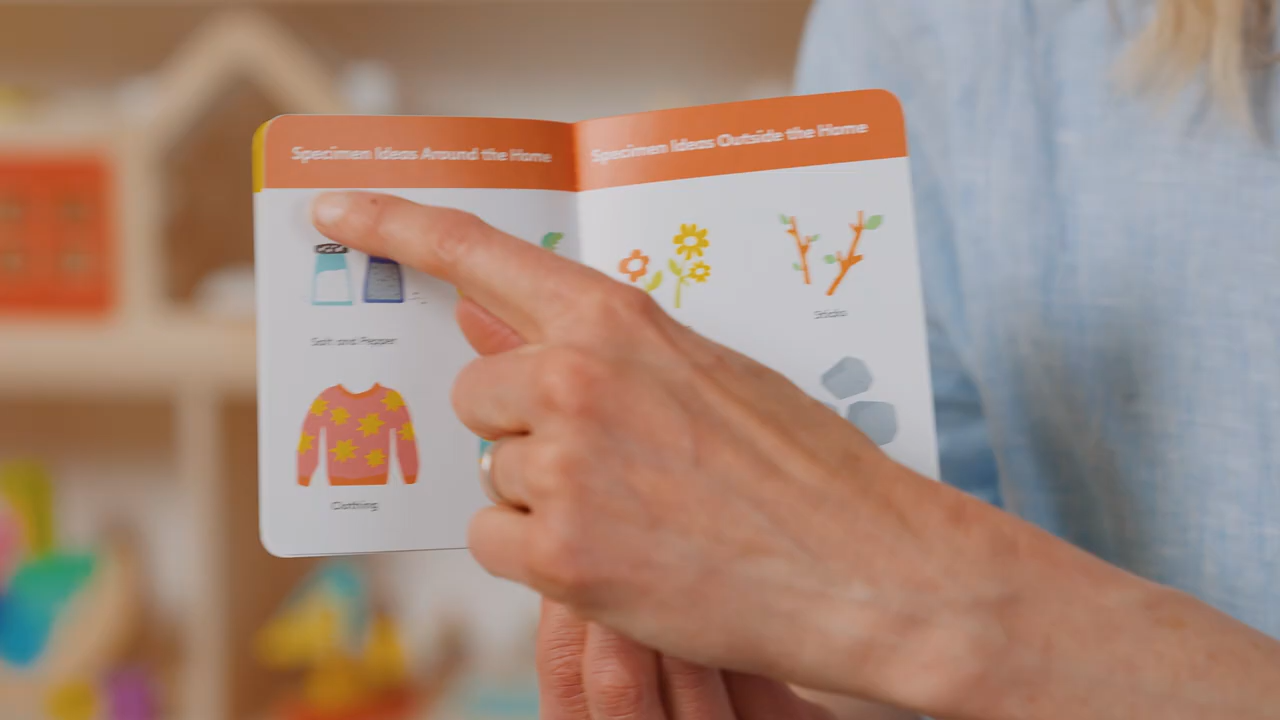 Specimen Ideas Around the Home
Specimen Ideas Outside the Home
Salt and Pepper
Sticks
Clothing